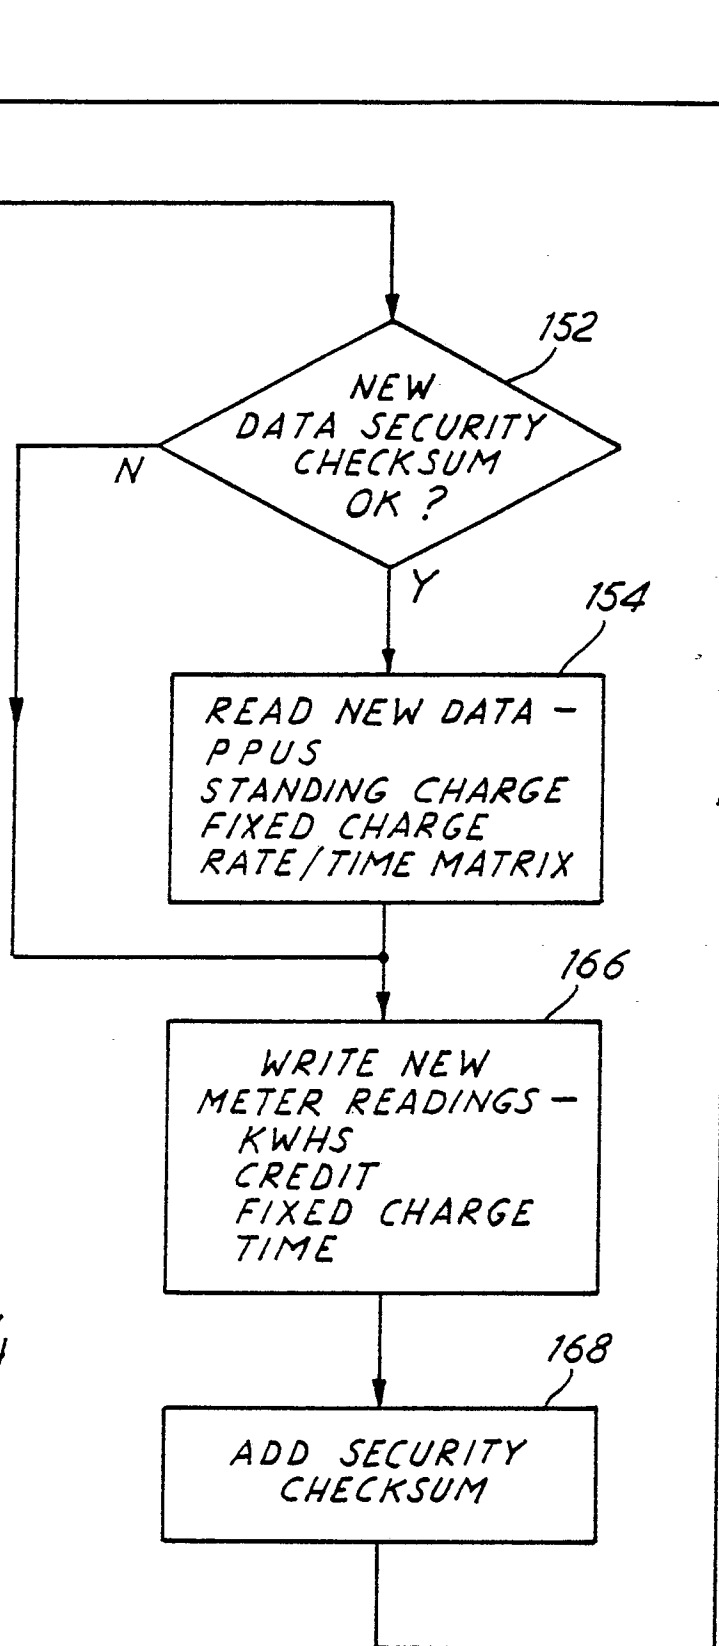 152
NEW
DATA SECURITY
CHECKSUM
OK ?
N
Y
154
READ NEW DATA –
PPUS
STANDING CHARGE
FIXED CHARGE
RATE/TIME MATRIX
166
WRITE NEW
METER READINGS –
KWHS
CREDIT
FIXED CHARGE
TIME
168
ADD SECURITY
CHECKSUM